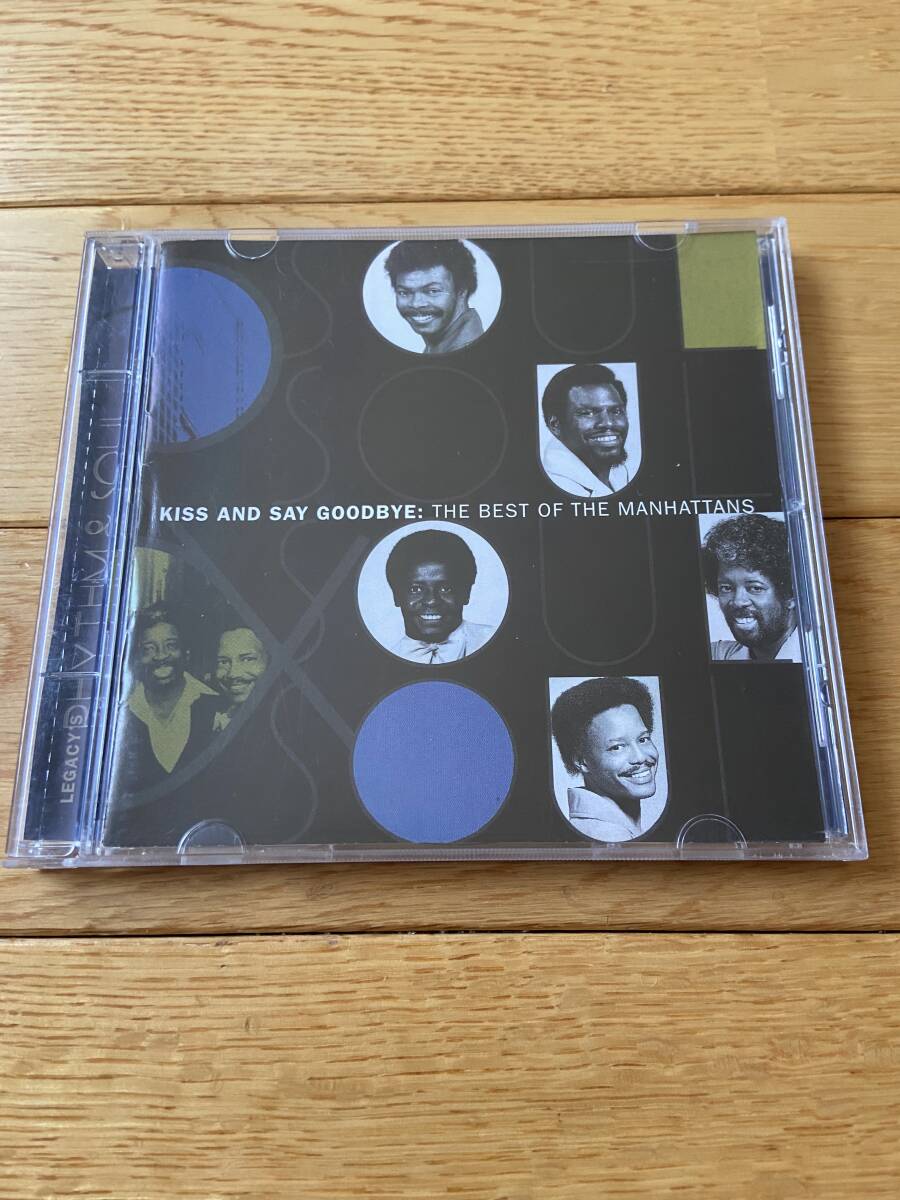 KISS AND SAY GOODBYE: THE BEST OF THE MANHATTANS
LEGACY RHYTHM & SOUL